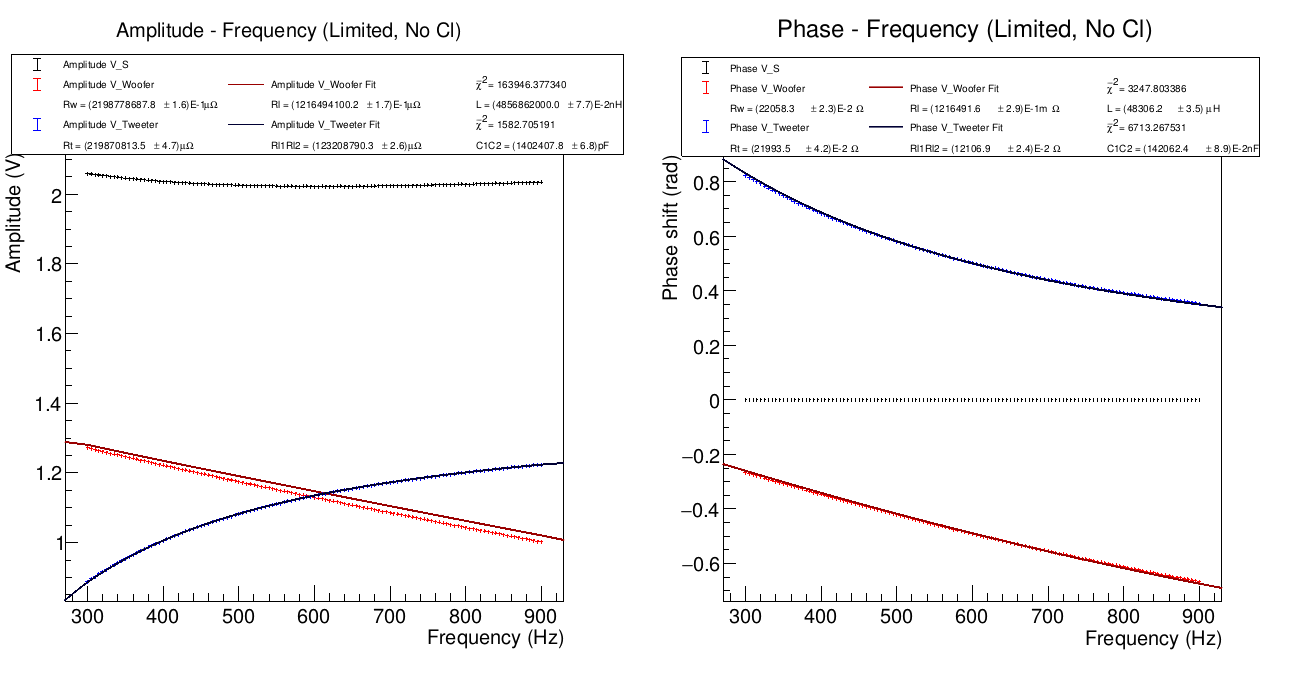 Amplitude - Frequency (Limited, No Cl)
Amplitude V_S
Amplitude V_Woofer Amplitude V_Woofer Fit χ̅²= 163946.377340
Rw = (2198778687.8 ± 1.6)E-1μΩ Rl = (1216494100.2 ± 1.7)E-1μΩ L = (4856862000.0 ± 7.7)E-2nH
Amplitude V_Tweeter Amplitude V_Tweeter Fit χ̅²= 1582.705191
Rt = (219870813.5 ± 4.7)μΩ Rl1Rl2 = (123208790.3 ± 2.6)μΩ C1C2 = (1402407.8 ± 6.8)pF
Amplitude (V)
2
1.8
1.6
1.4
1.2
1
300 400 500 600 700 800 900
Frequency (Hz)
Phase - Frequency (Limited, No Cl)
Phase V_S
Phase V_Woofer Phase V_Woofer Fit χ̅²= 3247.803386
Rw = (22058.3 ± 2.3)E-2 Ω Rl = (1216491.6 ± 2.9)E-1m Ω L = (48306.2 ± 3.5) μH
Phase V_Tweeter Phase V_Tweeter Fit χ̅²= 6713.267531
Rt = (21993.5 ± 4.2)E-2 Ω Rl1Rl2 = (12106.9 ± 2.4)E-2 Ω C1C2 = (142062.4 ± 8.9)E-2nF
Phase shift (rad)
0.8
0.6
0.4
0.2
0
−0.2
−0.4
−0.6
300 400 500 600 700 800 900
Frequency (Hz)